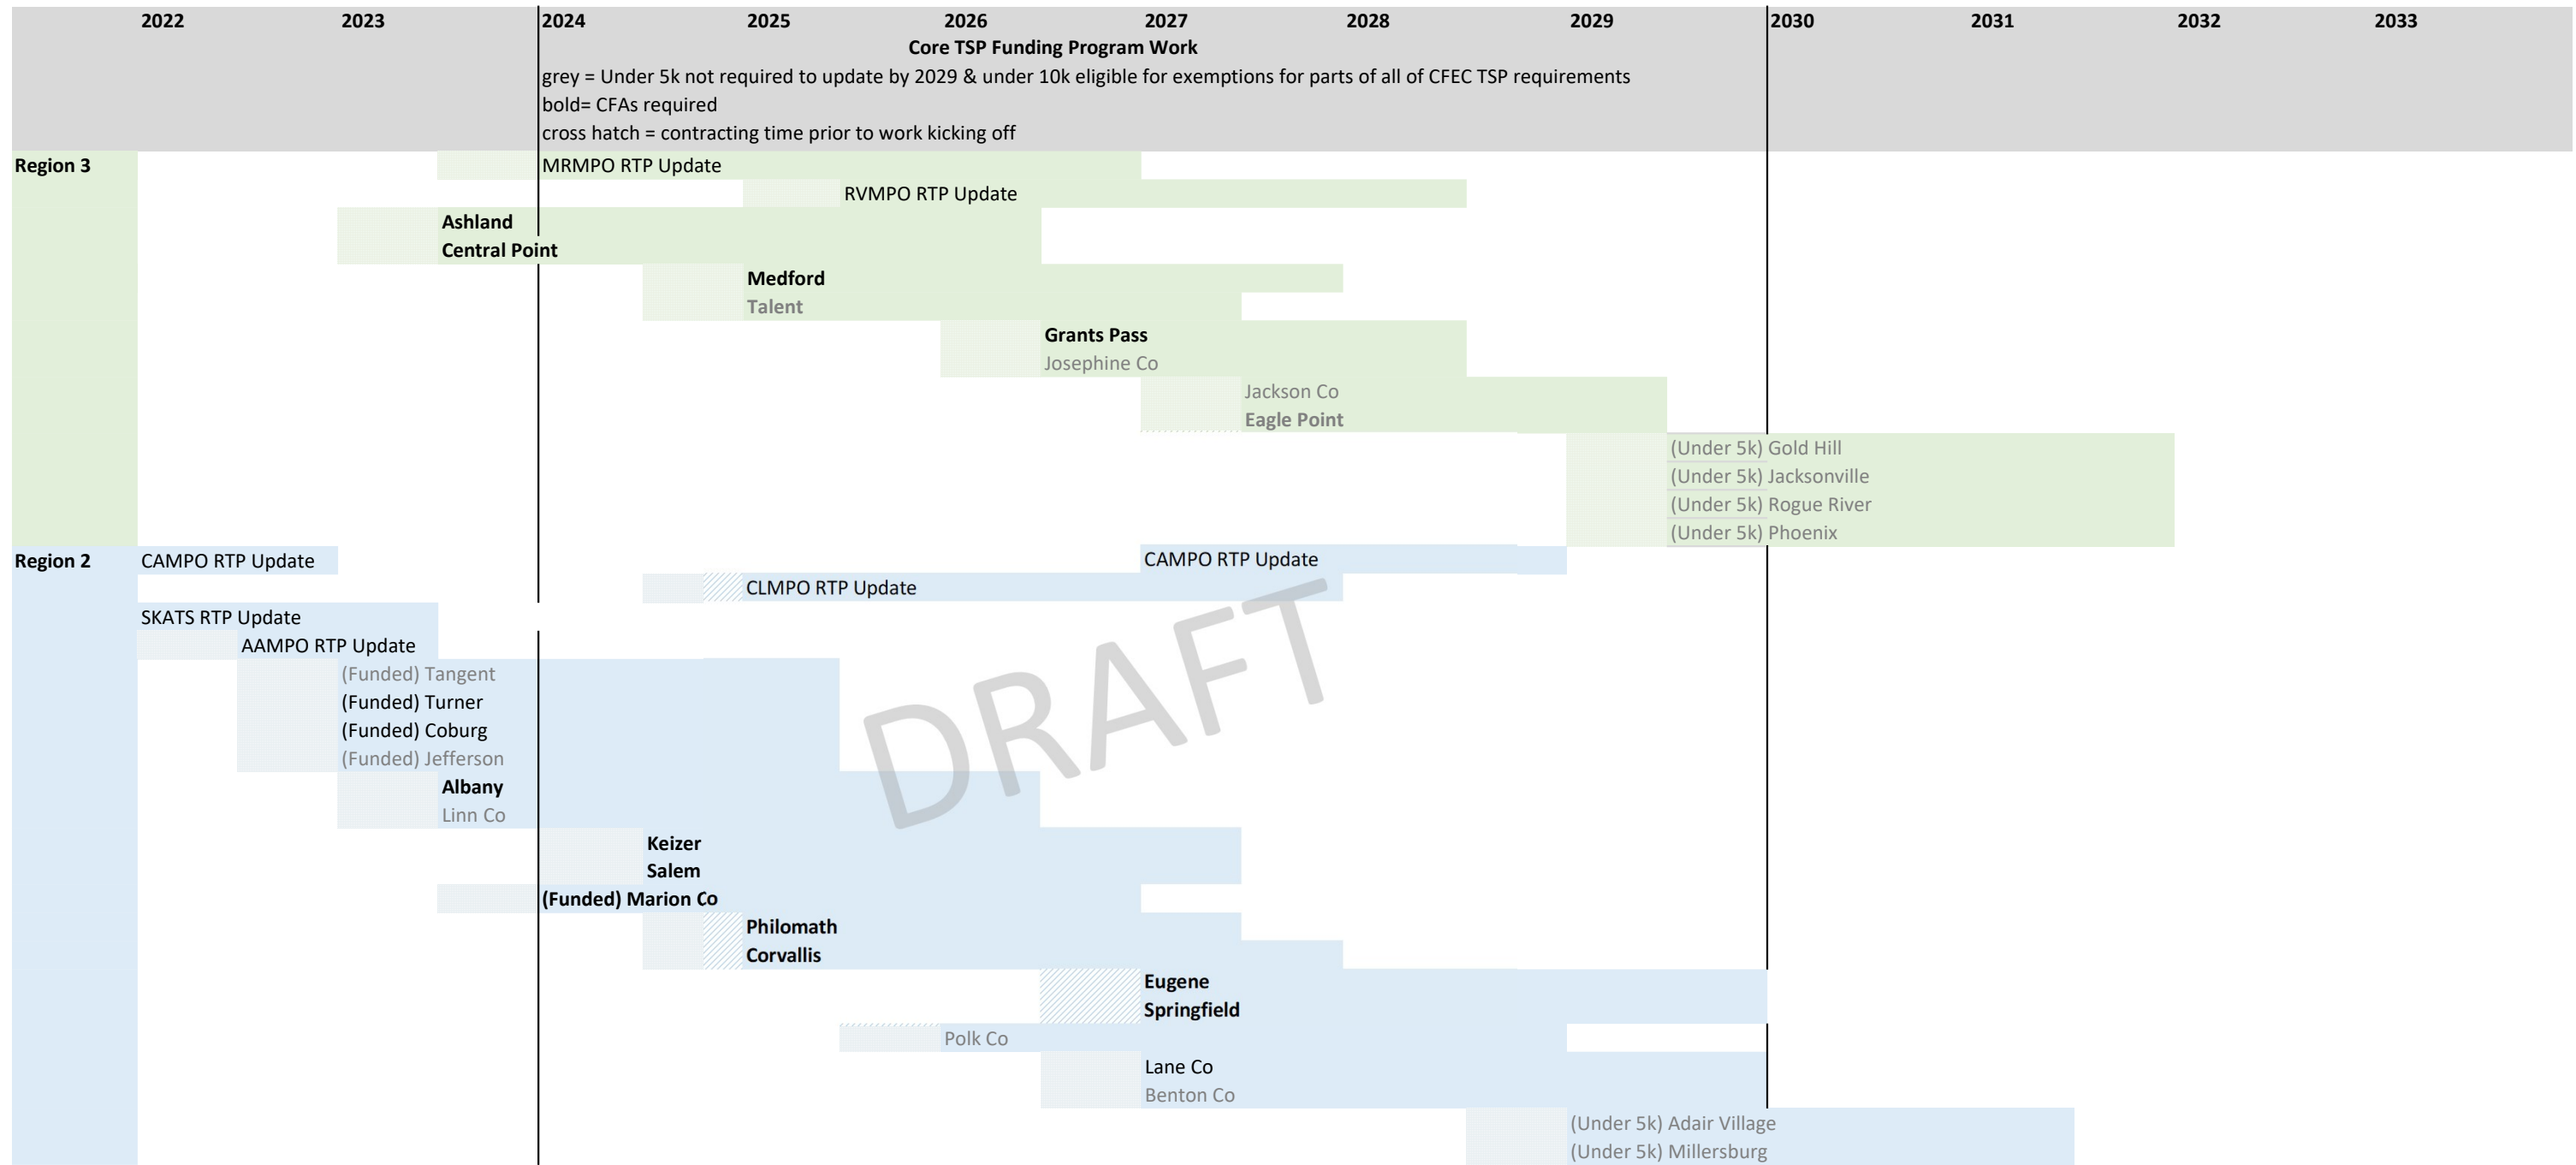 2022 2023 2024 2025 2026 2027 2028 2029 2030 2031 2032 2033
Core TSP Funding Program Work
grey = Under 5k not required to update by 2029 & under 10k eligible for exemptions for parts of all of CFEC TSP requirements
bold= CFAs required
cross hatch = contracting time prior to work kicking off
Region 3 MRMPO RTP Update
RVMPO RTP Update
Ashland
Central Point
Medford
Talent
Grants Pass
Josephine Co
Jackson Co
Eagle Point
(Under 5k) Gold Hill
(Under 5k) Jacksonville
(Under 5k) Rogue River
(Under 5k) Phoenix
Region 2 CAMPO RTP Update CAMPO RTP Update
CLMPO RTP Update
SKATS RTP Update
AAMPO RTP Update
(Funded) Tangent
(Funded) Turner
(Funded) Coburg
(Funded) Jefferson
DRAFT
Albany
Linn Co
Keizer
Salem
(Funded) Marion Co
Philomath
Corvallis
Eugene
Springfield
Polk Co
Lane Co
Benton Co
(Under 5k) Adair Village
(Under 5k) Millersburg